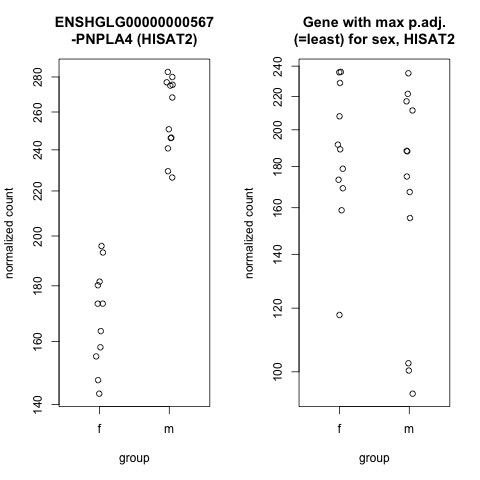 ENSHGLG00000000567
-PNPLA4 (HISAT2)
280
260
240
220
200
180
160
140
normalized count
f
m
group
Gene with max p.adj.
(=least) for sex, HISAT2
240
220
200
180
160
140
120
100
normalized count
f
m
group